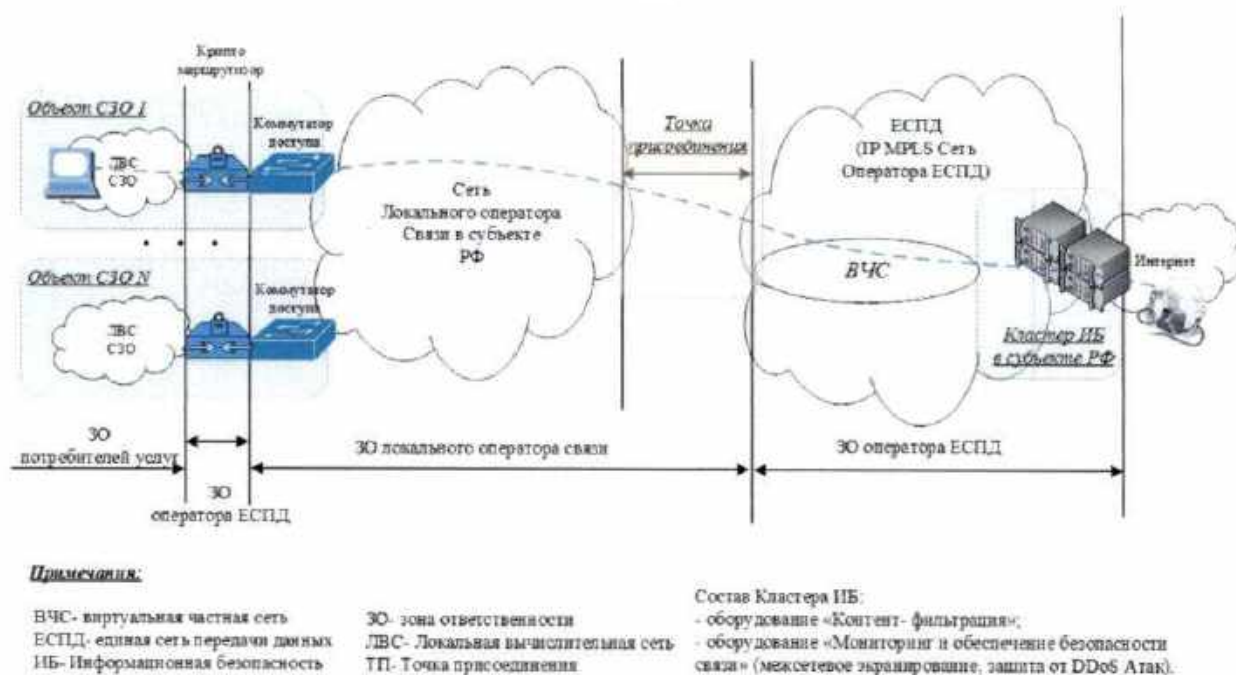 Крипто
маршрутизор
Объект СЗО 1
ЛВС
СЗО
Коммутатор
доступа
Сеть
Локального оператора
Связи в субъекте
РФ
Точка
присоединения
ЕСПД
(IP MPLS Сеть
Оператора ЕСПД)
ВЧС
Интернет
Кластер ИБ
в субъекте РФ
Объект СЗО N
ЛВС
СЗО
Коммутатор
доступа
ЗО
потребителей услуг
ЗО
оператора ЕСПД
ЗО локального оператора связи
ЗО оператора ЕСПД
Примечания:
ВЧС- виртуальная частная сеть
ЕСПД- единая сеть передачи данных
ИБ- Информационная безопасность
ЗО- зона ответственности
ЛВС- Локальная вычислительная сеть
ТП- Точка присоединения
Состав Кластера ИБ:
- оборудование «Контент- фильтрация»;
- оборудование «Мониторинг и обеспечение безопасности
связи» (межсетевое экранирование, защита от DDoS Атак).